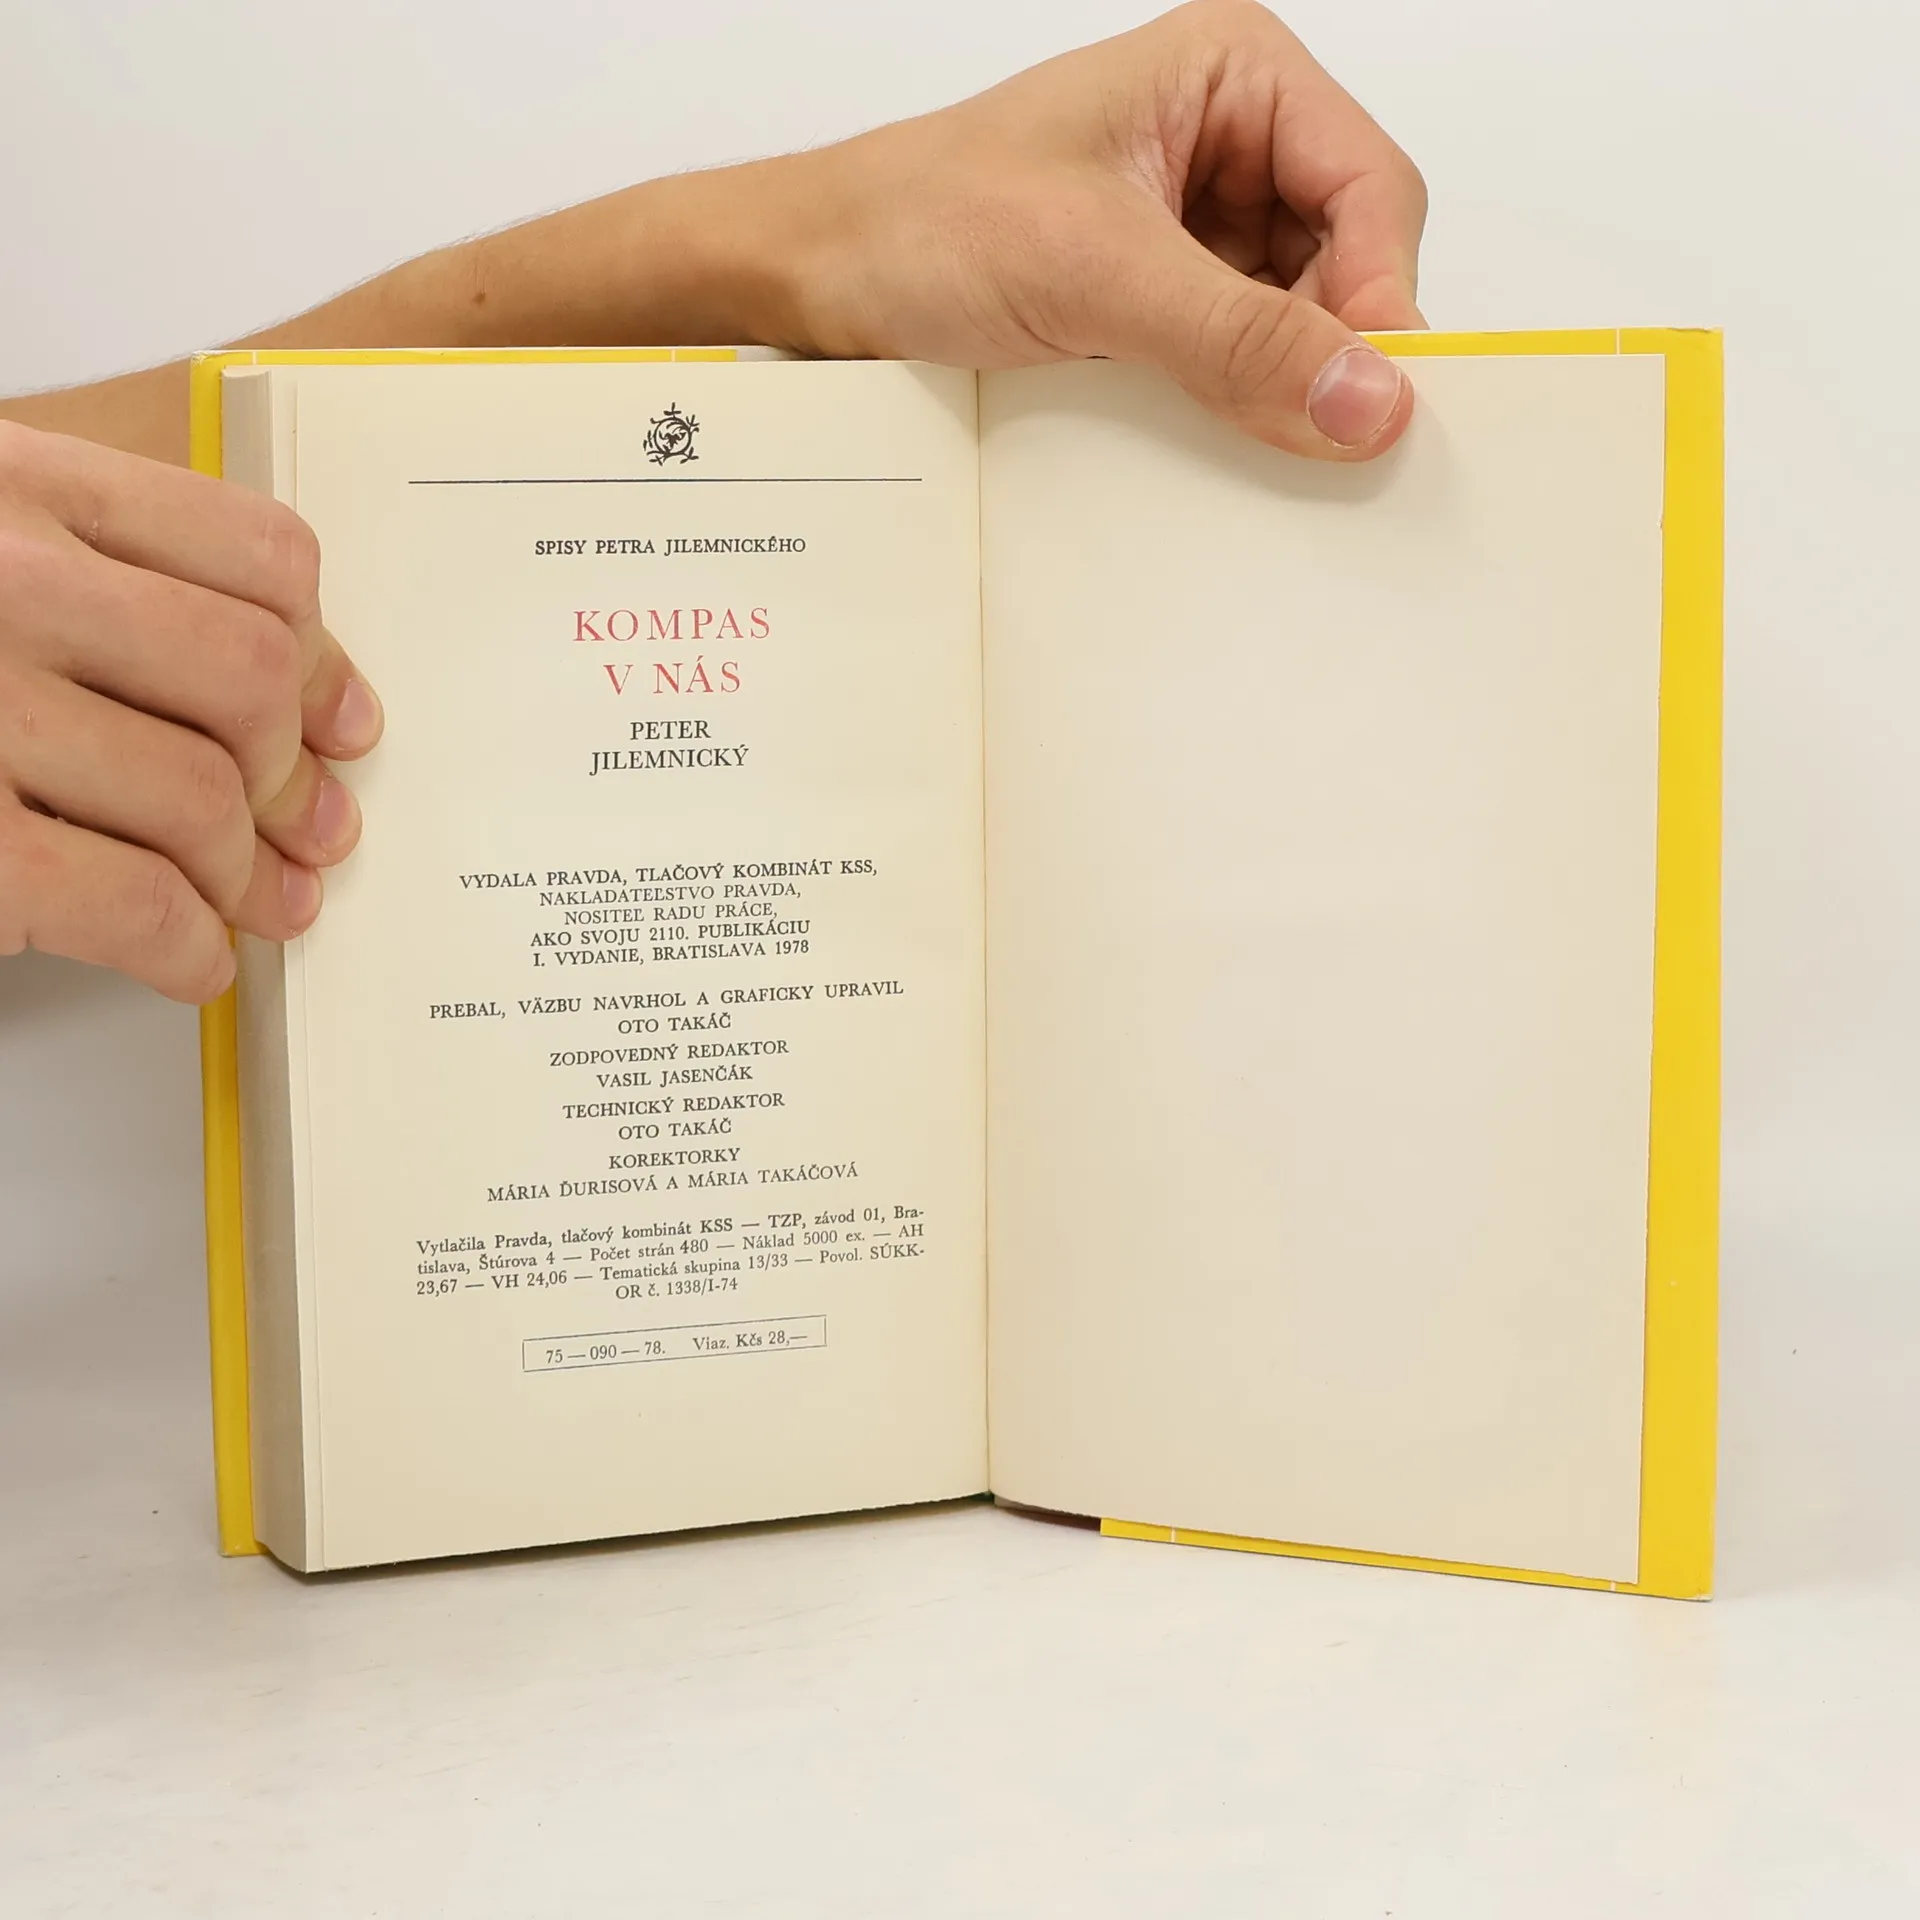 SPISY PETRA JILEMNICKÉHO
KOMPAS
V NÁS
PETER
JILEMNICKÝ
VYDALA PRAVDA, TLAČOVÝ KOMBINÁT KSS,
NAKLADATEĽSTVO PRAVDA,
NOSITEĽ RADU PRÁCE,
AKO SVOJU 2110. PUBLIKÁCIU
I. VYDANIE, BRATISLAVA 1978
PREBAL, VÄZBU NAVRHOL A GRAFICKY UPRAVIL
OTO TAKÁČ
ZODPOVEDNÝ REDAKTOR
VASIL JASENČÁK
TECHNICKÝ REDAKTOR
OTO TAKÁČ
KOREKTORKY
MÁRIA ĎURISOVÁ A MÁRIA TAKÁČOVÁ
Vytlačila Pravda, tlačový kombinát KSS — TZP, závod 01, Bra-
tislava, Štúrova 4 — Počet strán 480 — Náklad 5000 ex. — AH
23,67 — VH 24,06 — Tematická skupina 13/33 — Povol. SÚKK-
OR č. 1338/I-74
75 — 090 — 78. Viaz. Kčs 28,—